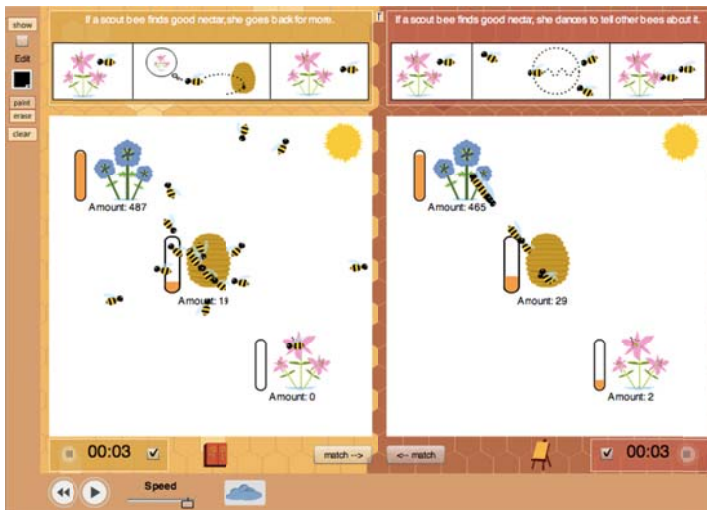 show
If a scout bee finds good nectar, she goes back for more.
If a scout bee finds good nectar, she dances to tell other bees about it.
Edit
paint
erase
clear
Amount: 487
Amount: 465
Amount: 29
Amount: 0
Amount: 2
00:03
match -->
<-- match
00:03
Speed